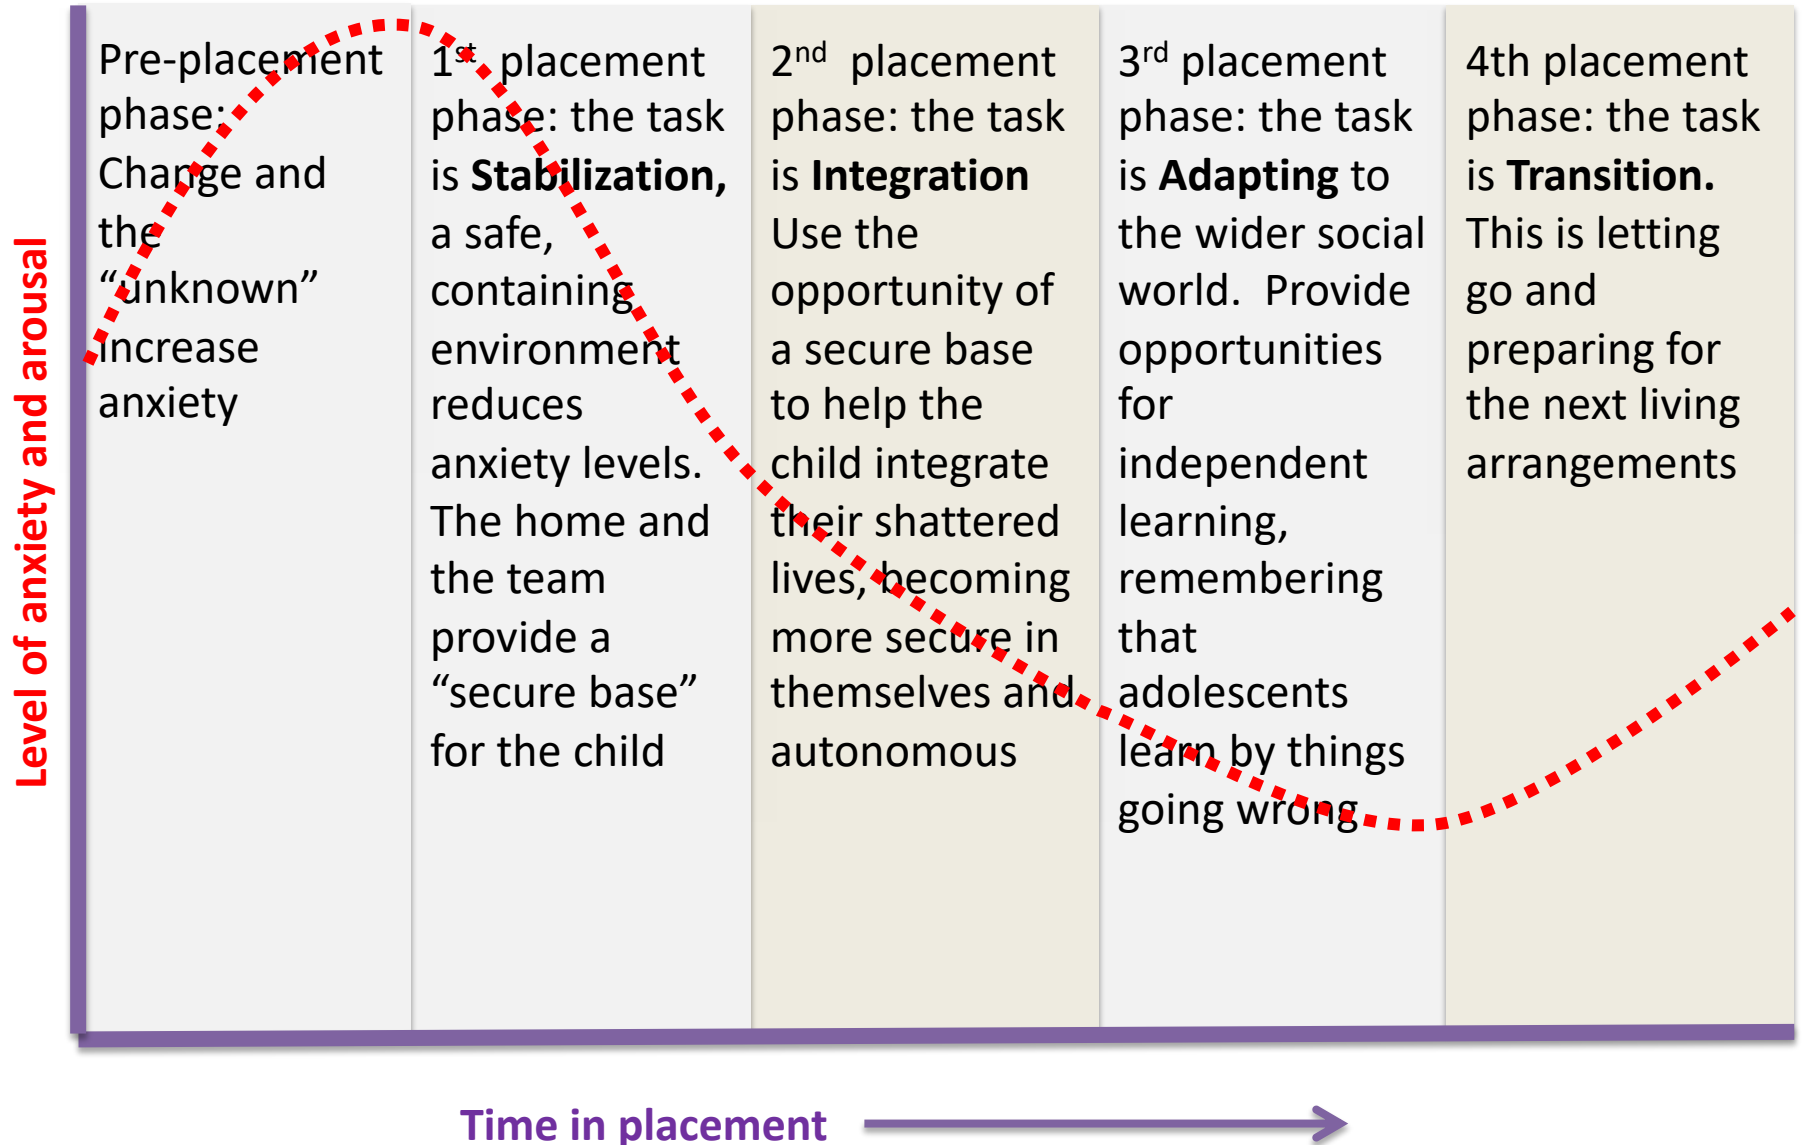 Level of anxiety and arousal
Pre-placement
phase:
Change and
the
“unknown”
increase
anxiety
1st placement
phase: the task
is Stabilization,
a safe,
containing
environment
reduces
anxiety levels.
The home and
the team
provide a
“secure base”
for the child
2nd placement
phase: the task
is Integration
Use the
opportunity of
a secure base
to help the
child integrate
their shattered
lives, becoming
more secure in
themselves and
autonomous
3rd placement
phase: the task
is Adapting to
the wider social
world. Provide
opportunities
for
independent
learning,
remembering
that
adolescents
learn by things
going wrong
4th placement
phase: the task
is Transition.
This is letting
go and
preparing for
the next living
arrangements
Time in placement